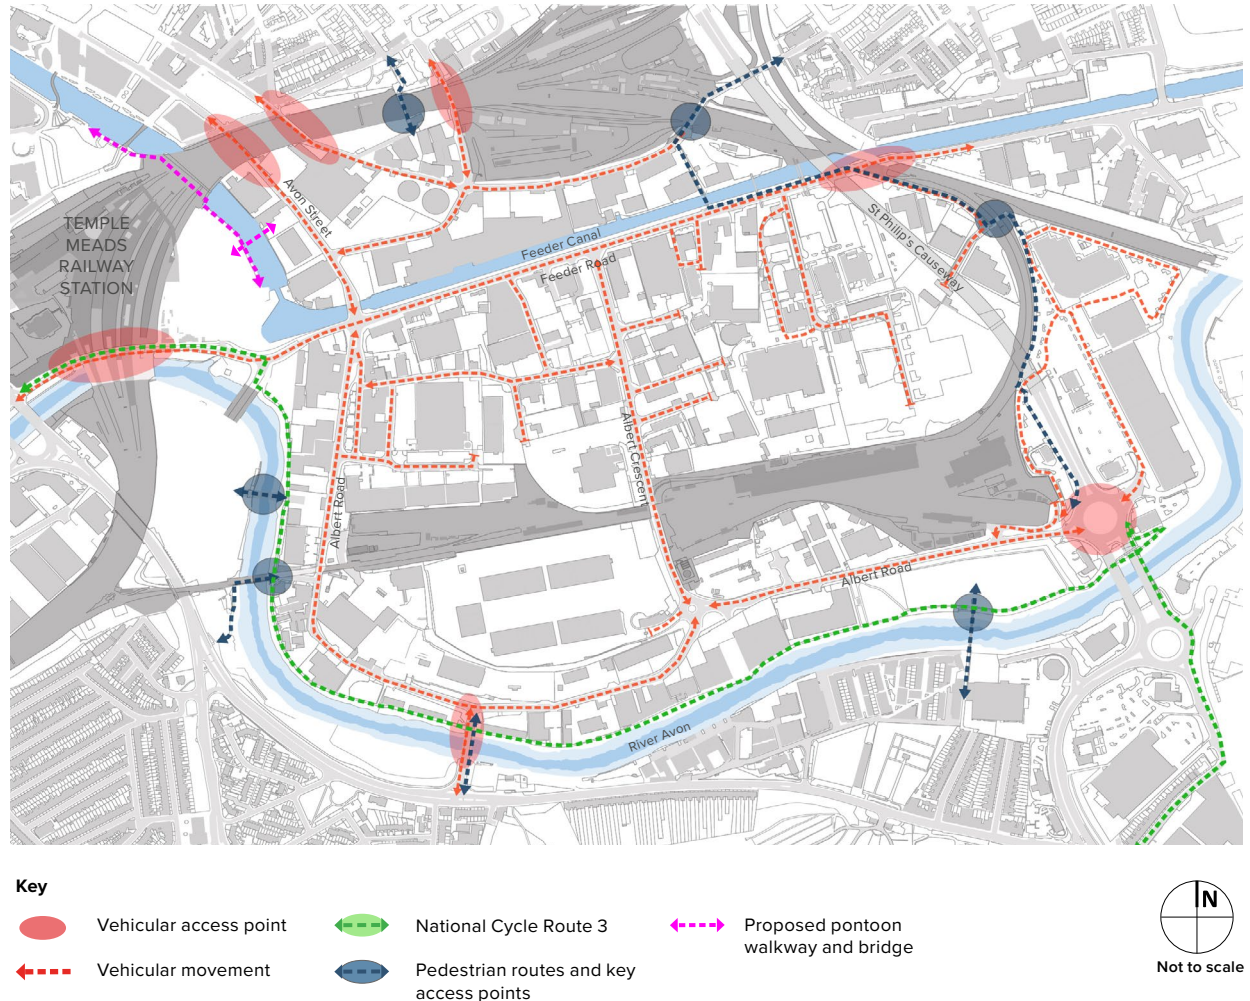 TEMPLE
MEADS
RAILWAY
STATION
Avon Street
Feeder Canal
Feeder Road
St Philip's Causeway
Albert Road
Albert Crescent
Albert Road
River Avon
Key
Vehicular access point
Vehicular movement
National Cycle Route 3
Pedestrian routes and key
access points
Proposed pontoon
walkway and bridge
N
Not to scale